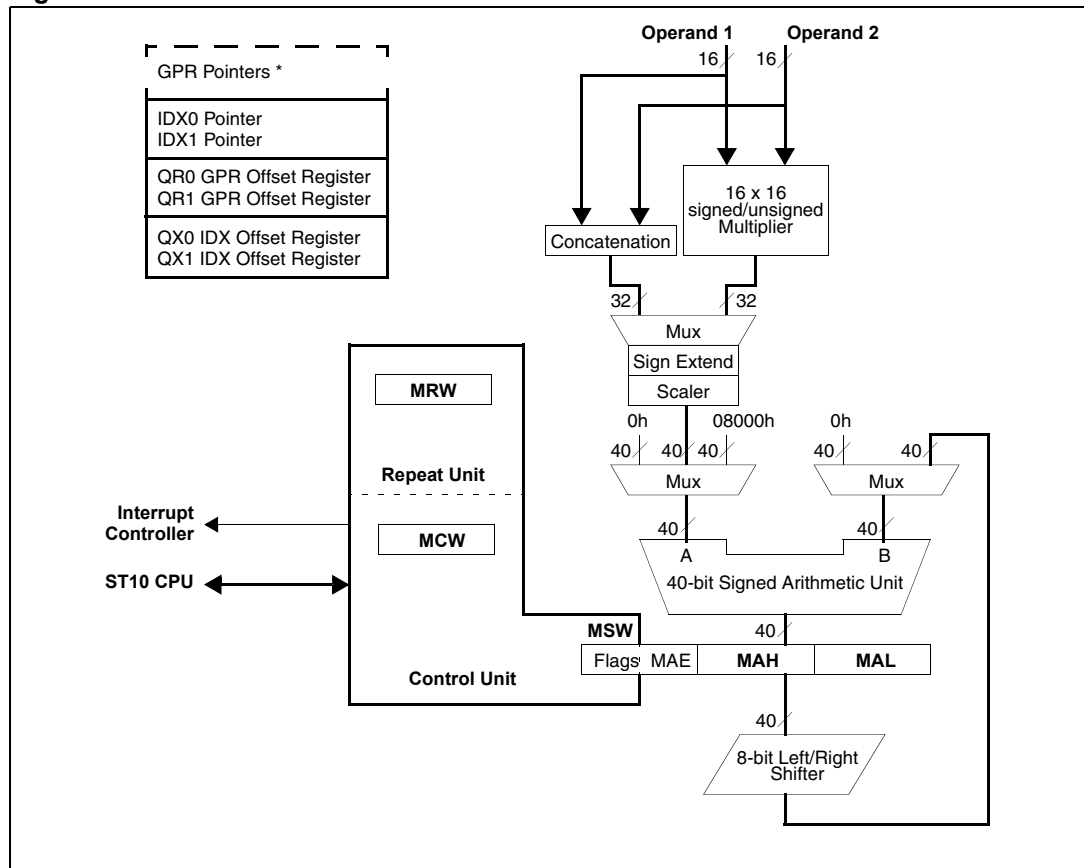 Operand 1 Operand 2
16 16
GPR Pointers *
IDX0 Pointer
IDX1 Pointer
QR0 GPR Offset Register
QR1 GPR Offset Register
QX0 IDX Offset Register
QX1 IDX Offset Register
16 x 16
signed/unsigned
Multiplier
Concatenation
32 32
Mux
Sign Extend
Scaler
0h 08000h 0h
40 40 40 40 40
Mux Mux
40 40
A B
40-bit Signed Arithmetic Unit
40
MRW
Repeat Unit
Interrupt
Controller
MCW
ST10 CPU
MSW
Flags MAE MAH MAL
Control Unit
40
8-bit Left/Right
Shifter